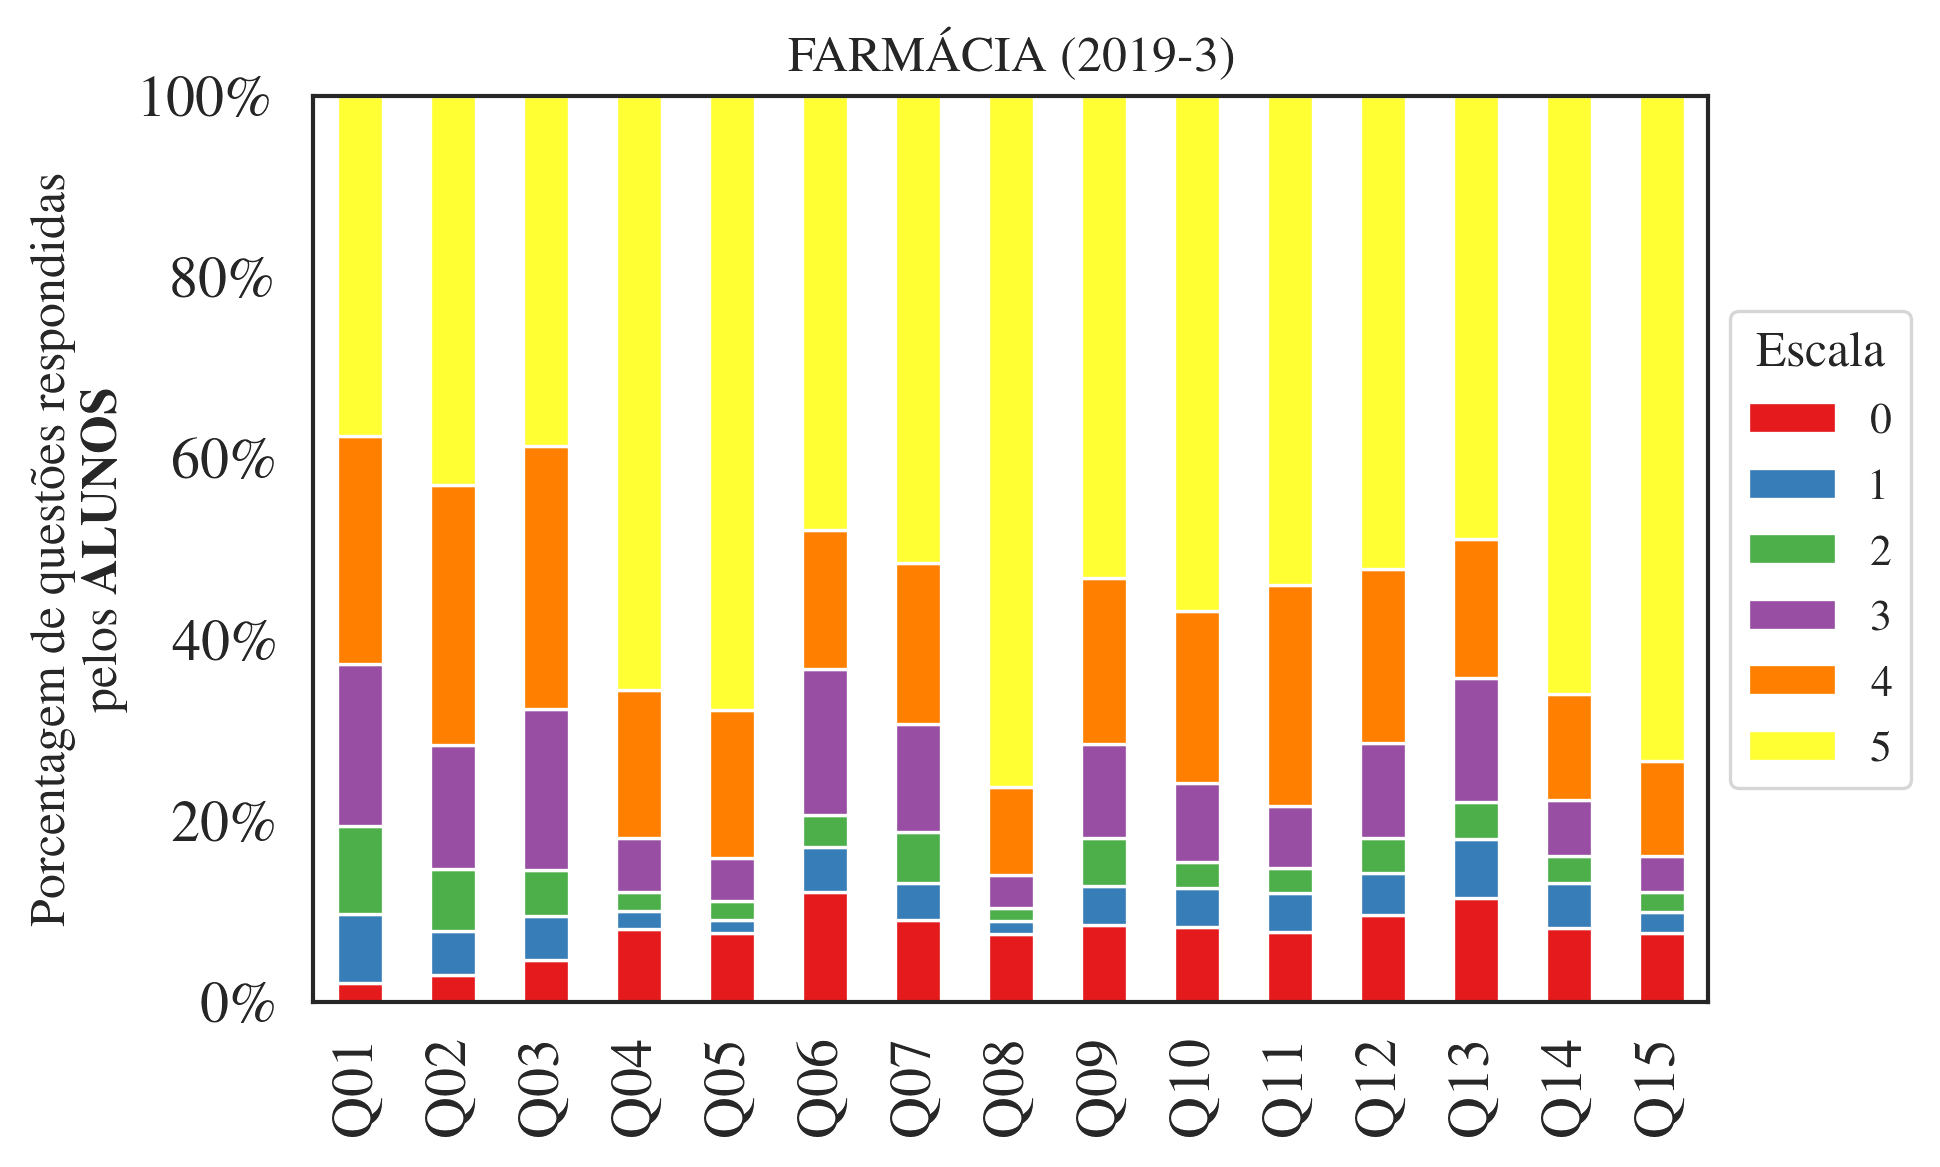 FARMÁCIA (2019-3)
Porcentagem de questões respondidas
pelos ALUNOS
100%
80%
60%
40%
20%
0%
Q01
Q02
Q03
Q04
Q05
Q06
Q07
Q08
Q09
Q10
Q11
Q12
Q13
Q14
Q15
Escala
0
1
2
3
4
5